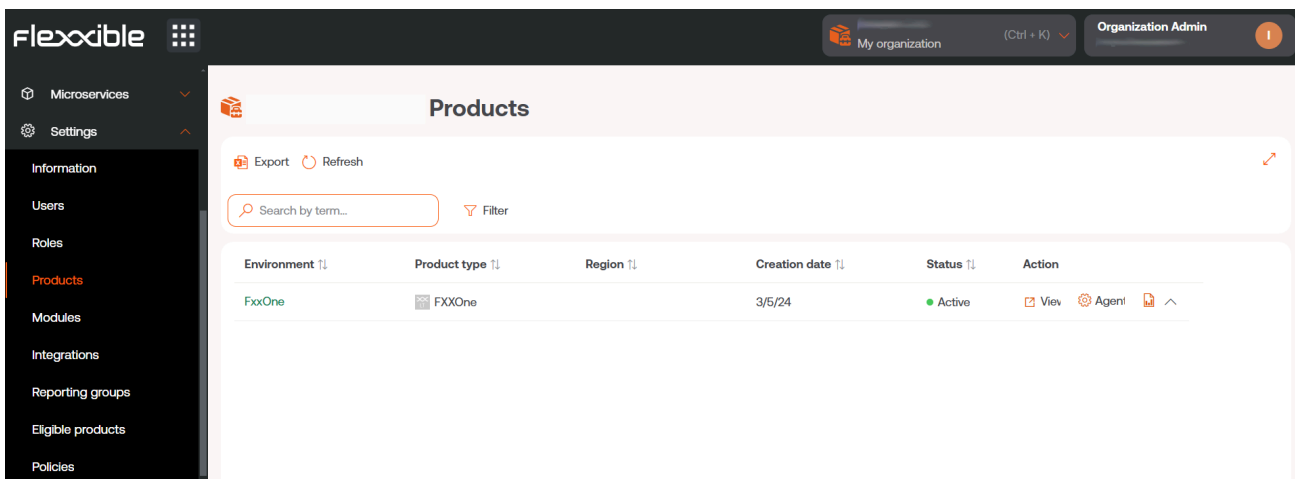 Flexxible
My organization
(Ctrl + K)
Organization Admin
I
Microservices
Settings
Information
Users
Roles
Products
Modules
Integrations
Reporting groups
Eligible products
Policies
Products
Export
Refresh
Search by term...
Filter
Environment Product type Region Creation date Status Action
FxxOne FXXOne 3/5/24 Active Viev Agent